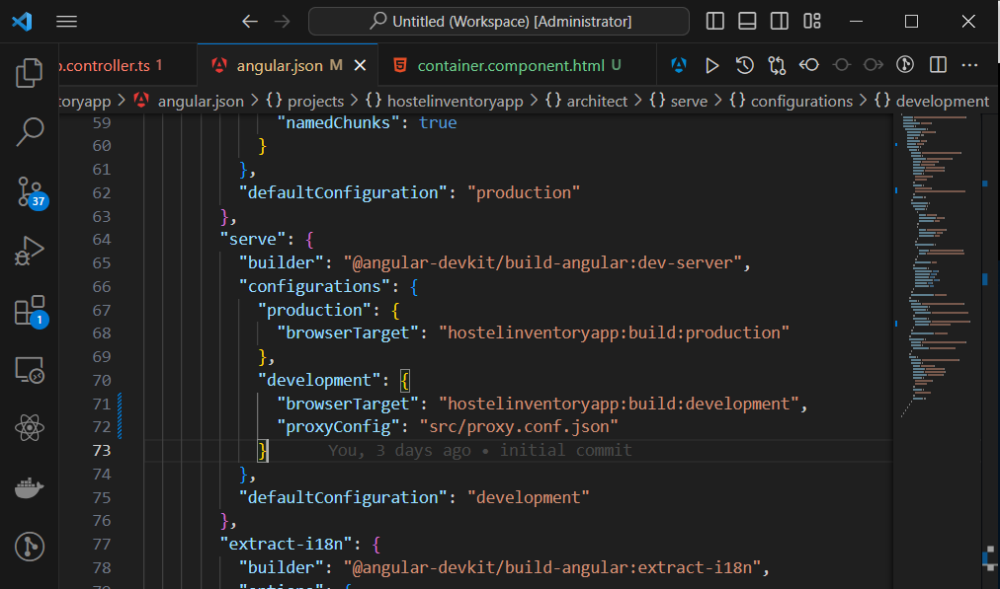 Untitled (Workspace) [Administrator]
o.controller.ts 1
angular.json M
container.component.html U
toryapp > angular.json > {} projects > {} hostelinventoryapp > {} architect > {} serve > {} configurations > {} development
59 "namedChunks": true
60 }
61 },
62 "defaultConfiguration": "production"
63 },
64 "serve": {
65 "builder": "@angular-devkit/build-angular:dev-server",
66 "configurations": {
67 "production": {
68 "browserTarget": "hostelinventoryapp:build:production"
69 },
70 "development": {
71 "browserTarget": "hostelinventoryapp:build:development",
72 "proxyConfig": "src/proxy.conf.json"
73 } You, 3 days ago • initial commit
74 },
75 "defaultConfiguration": "development"
76 },
77 "extract-i18n": {
78 "builder": "@angular-devkit/build-angular:extract-i18n",
79 "options": {
37
1